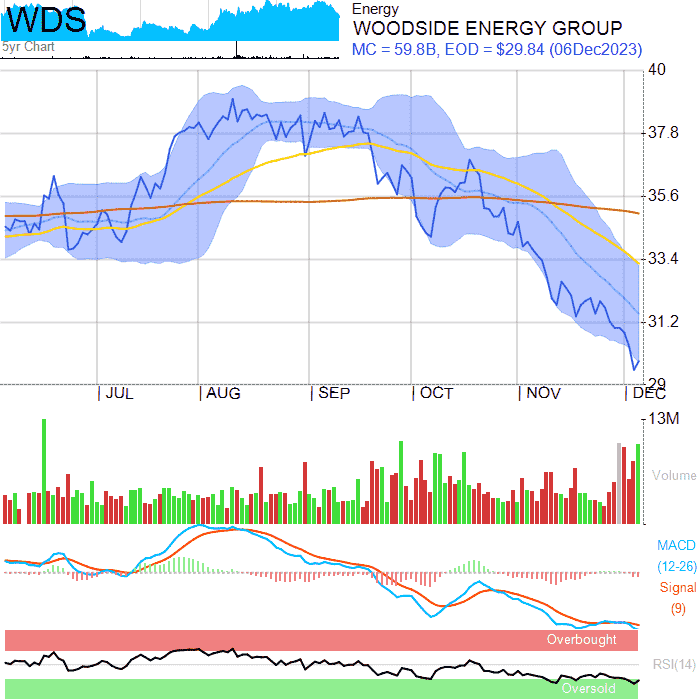 WDS
5yr Chart
Energy
WOODSIDE ENERGY GROUP
MC = 59.8B, EOD = $29.84 (06Dec2023)
40
37.8
35.6
33.4
31.2
29
JUL AUG SEP OCT NOV DEC
13M
Volume
MACD
(12-26)
Signal
(9)
Overbought
RSI(14)
Oversold